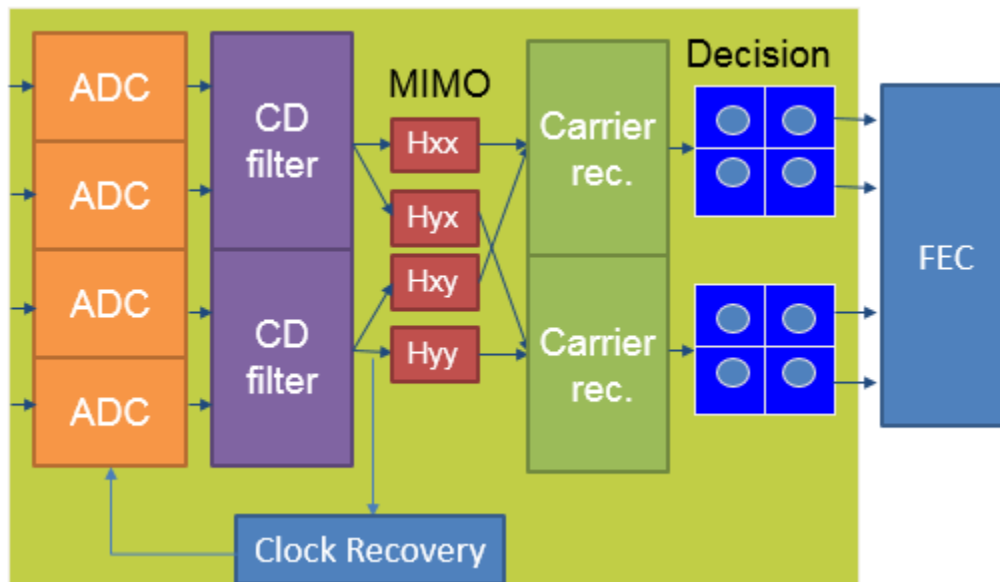 ADC
ADC
ADC
ADC
CD
filter
CD
filter
MIMO
Hxx
Hyx
Hxy
Hyy
Carrier
rec.
Carrier
rec.
Decision
FEC
Clock Recovery